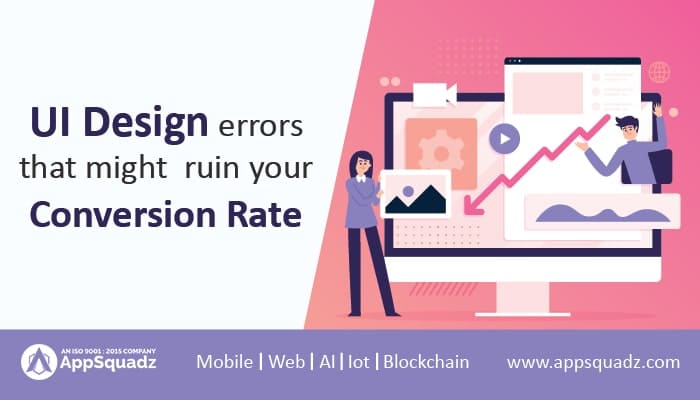 UI Design errors
that might ruin your
Conversion Rate
AN ISO 9001 : 2015 COMPANY
AppSquadz
Mobile | Web | AI | Iot | Blockchain
www.appsquadz.com